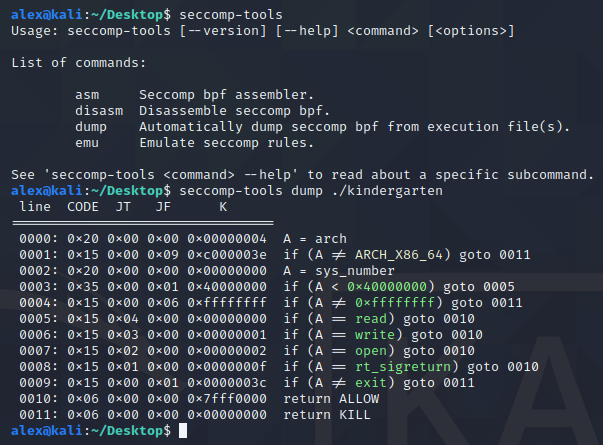 alex@kali:~/Desktop$ seccomp-tools
Usage: seccomp-tools [--version] [--help] <command> [<options>]
List of commands:
asm Seccomp bpf assembler.
disasm Disassemble seccomp bpf.
dump Automatically dump seccomp bpf from execution file(s).
emu Emulate seccomp rules.
See 'seccomp-tools <command> --help' to read about a specific subcommand.
alex@kali:~/Desktop$ seccomp-tools dump ./kindergarten
line CODE JT JF K
=================================
0000: 0×20 0×00 0×00 0×00000004 A = arch
0001: 0×15 0×00 0×09 0×c000003e if (A ≠ ARCH_X86_64) goto 0011
0002: 0×20 0×00 0×00 0×00000000 A = sys_number
0003: 0×35 0×00 0×01 0×40000000 if (A < 0×40000000) goto 0005
0004: 0×15 0×00 0×06 0×ffffffff if (A ≠ 0×ffffffff) goto 0011
0005: 0×15 0×04 0×00 0×00000000 if (A == read) goto 0010
0006: 0×15 0×03 0×00 0×00000001 if (A == write) goto 0010
0007: 0×15 0×02 0×00 0×00000002 if (A == open) goto 0010
0008: 0×15 0×01 0×00 0×0000000f if (A == rt_sigreturn) goto 0010
0009: 0×15 0×00 0×01 0×0000003c if (A ≠ exit) goto 0011
0010: 0×06 0×00 0×00 0×7fff0000 return ALLOW
0011: 0×06 0×00 0×00 0×00000000 return KILL
alex@kali:~/Desktop$